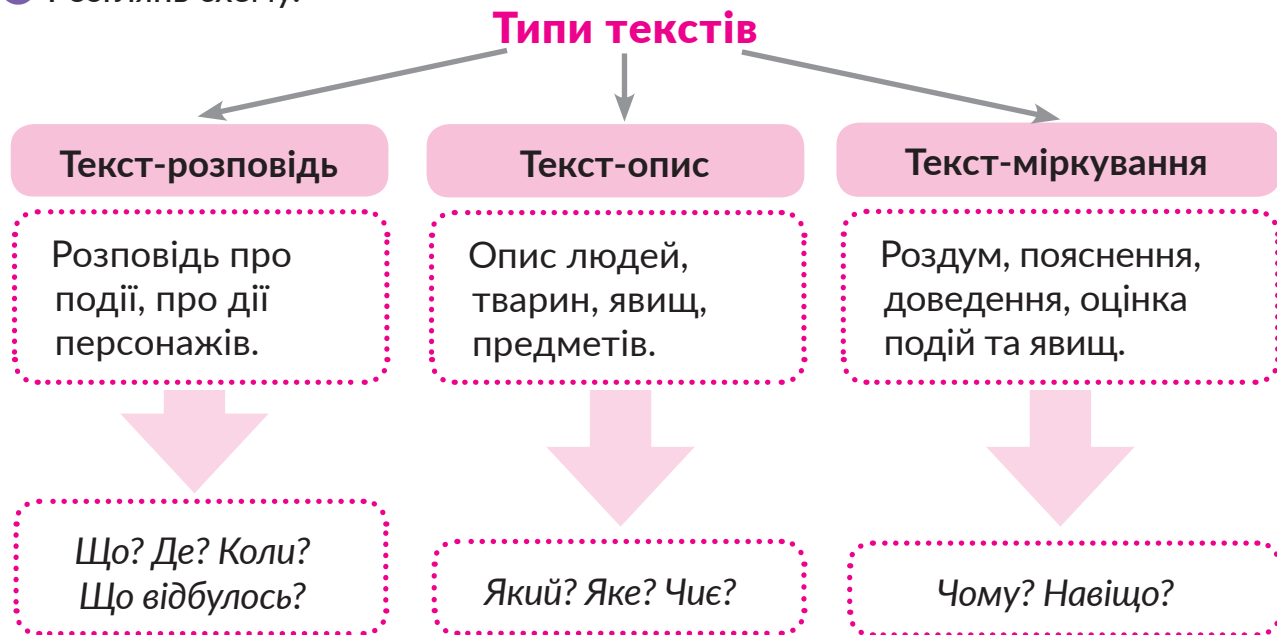 Типи текстів
Текст-розповідь
Розповідь про
події, про дії
персонажів.
Що? Де? Коли?
Що відбулось?
Текст-опис
Опис людей,
тварин, явищ,
предметів.
Який? Яке? Чиє?
Текст-міркування
Роздум, пояснення,
доведення, оцінка
подій та явищ.
Чому? Навіщо?